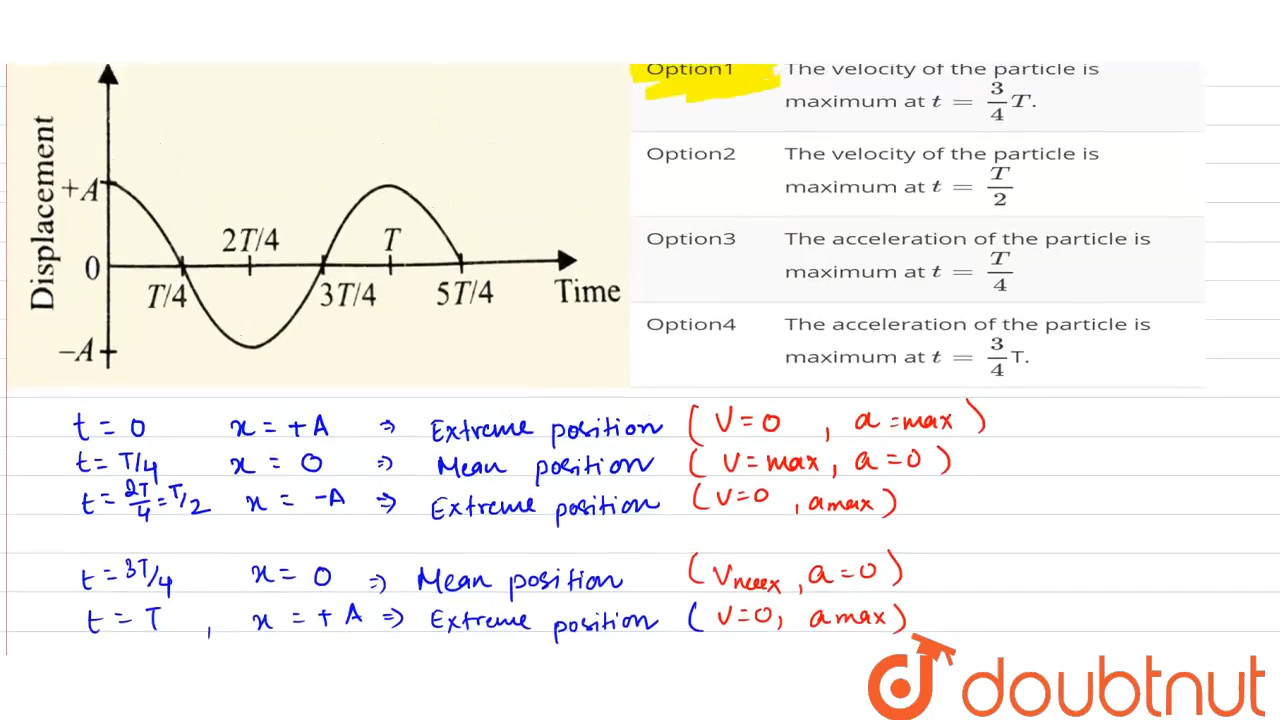 Option1 The velocity of the particle is
maximum at t = 3/4 T.
Option2 The velocity of the particle is
maximum at t = T/2
Option3 The acceleration of the particle is
maximum at t = T/4
Option4 The acceleration of the particle is
maximum at t = 3/4 T.
Displacement
+A
2T/4 T
0
T/4 3T/4 5T/4 Time
−A
t = 0 x = +A ⇒ Extreme position (V=0, a=max)
t = T/4 x = 0 ⇒ Mean position (V=max, a=0)
t = 2T/4 = T/2 x = -A ⇒ Extreme position (V=0, amax)
t = 3T/4 x = 0 ⇒ Mean position (Vmax, a=0)
t = T, x = +A ⇒ Extreme position (V=0, amax)
doubtnut